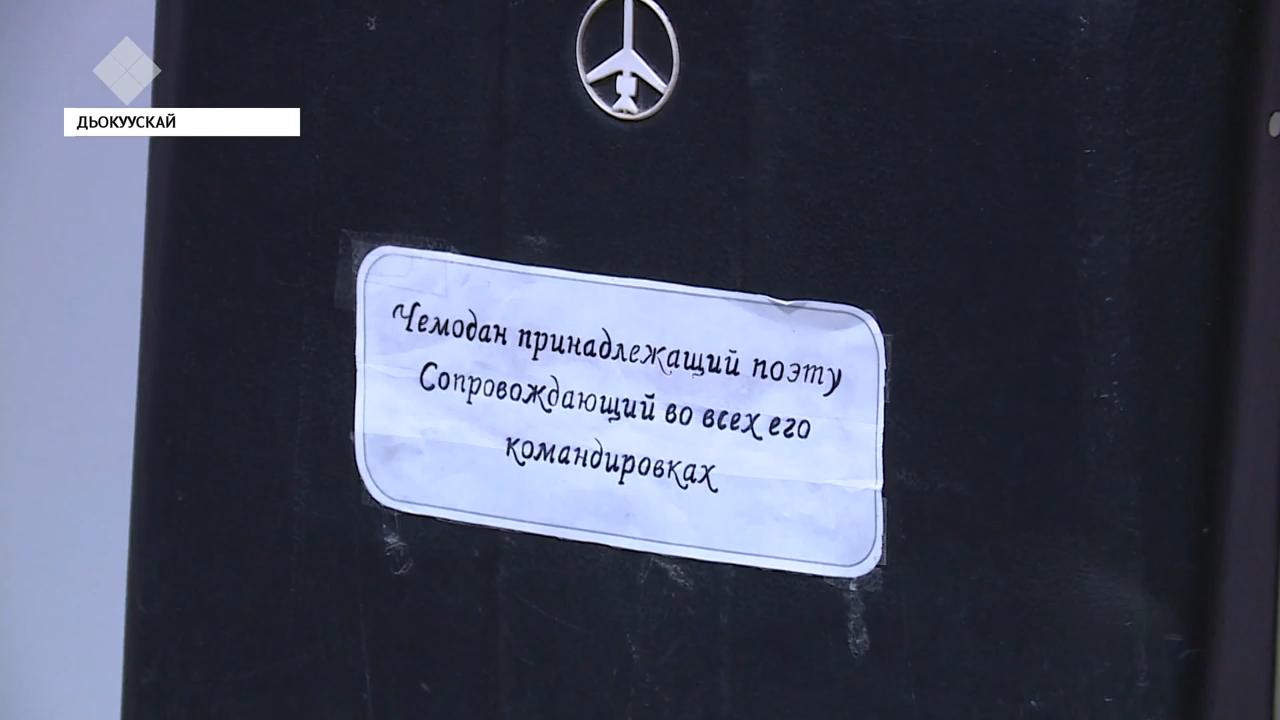 ДЬОКУУСКАЙ
Чемодан принадлежащий поэту
Сопровождающий во всех его
командировках